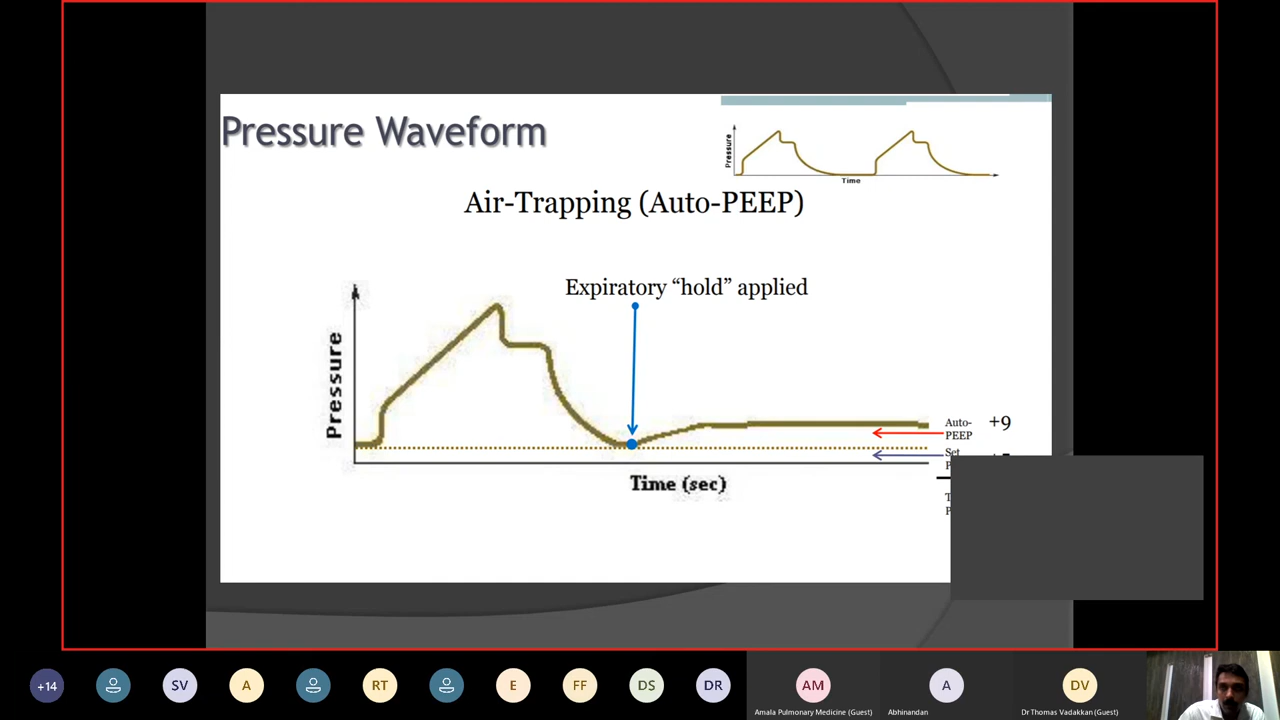 Pressure Waveform
Pressure
Time
Air-Trapping (Auto-PEEP)
Expiratory “hold” applied
Pressure
Time (sec)
Auto-
PEEP
+9
Set
+14
SV
A
RT
E
FF
DS
DR
AM
Amala Pulmonary Medicine (Guest)
A
Abhinandan
DV
Dr Thomas Vadakkan (Guest)